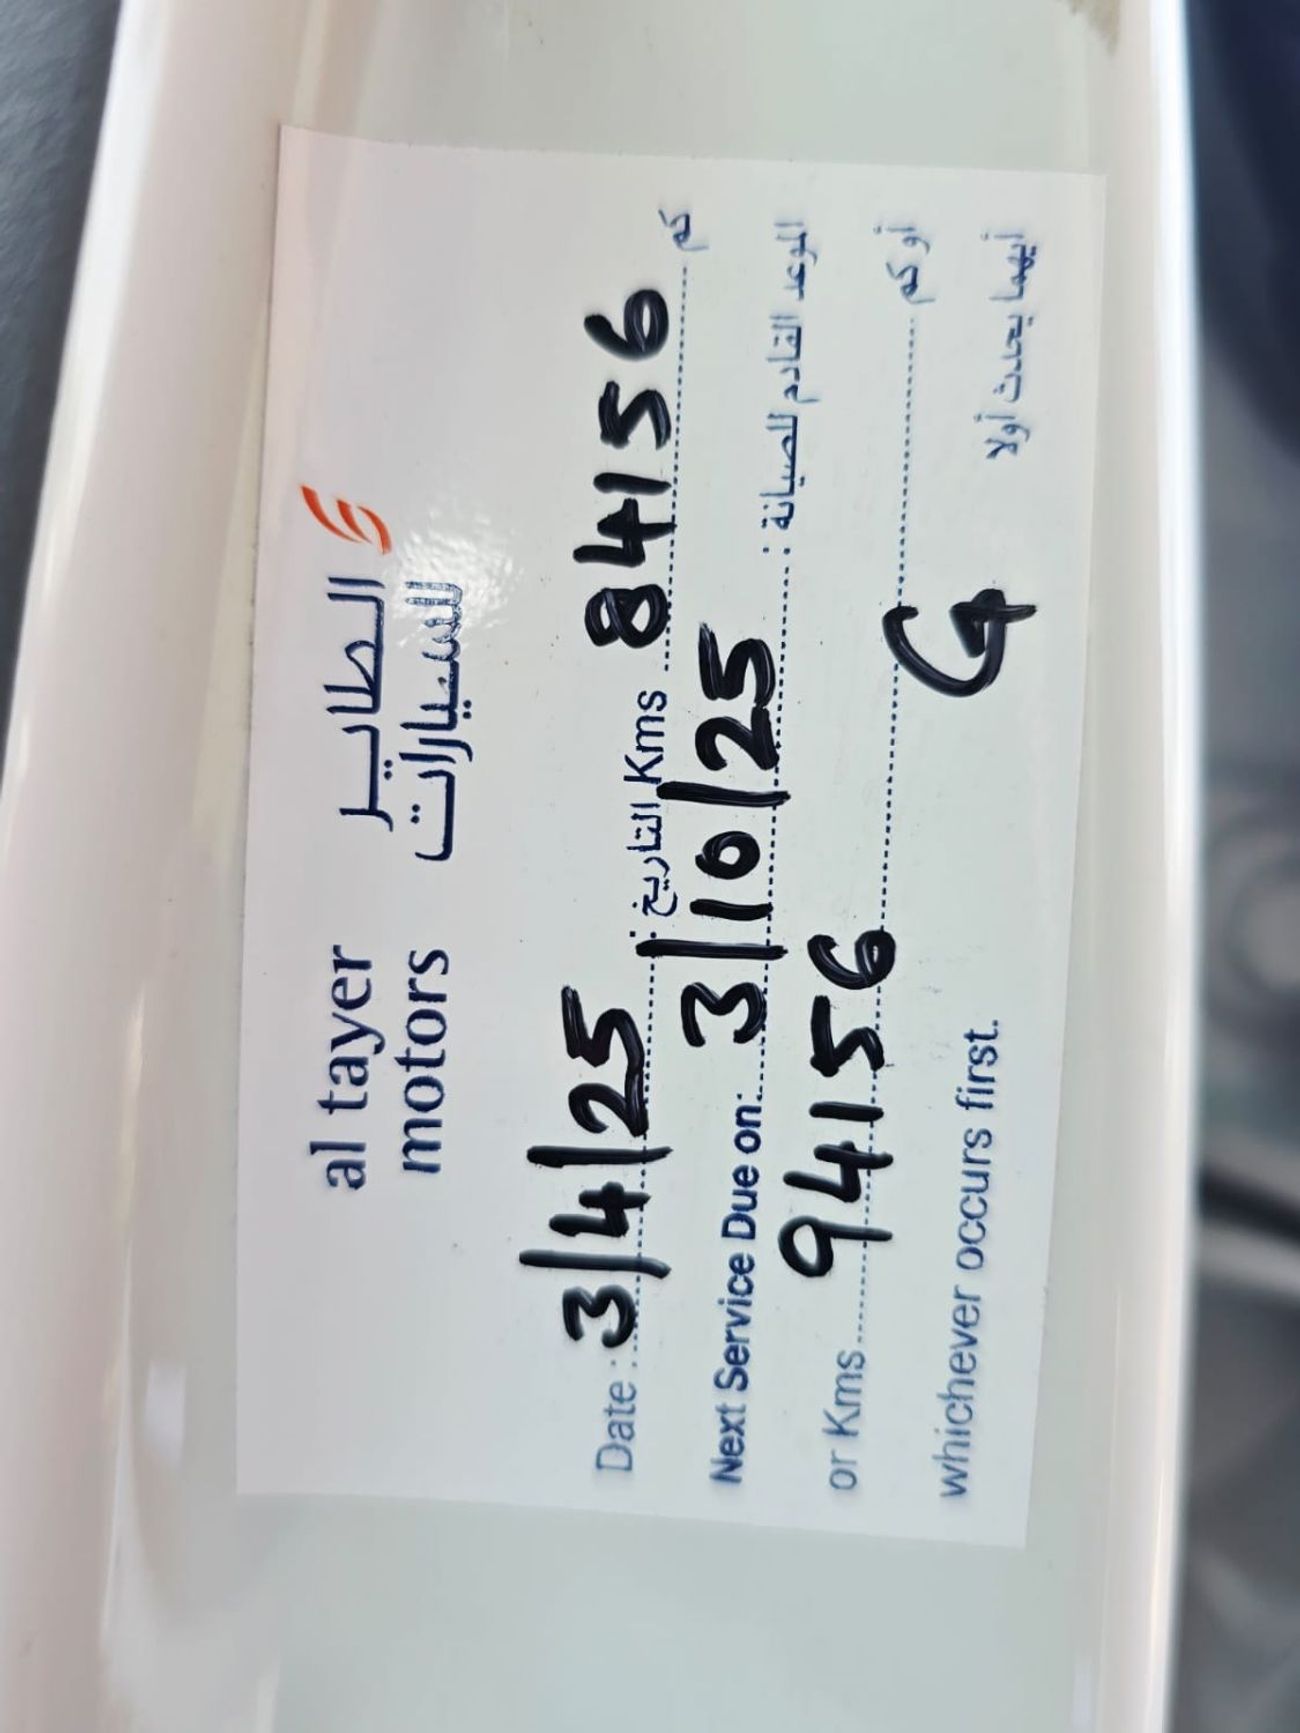 al tayer الطاير
motors للسيارات
Date : 3/4/25 : التاريخ Kms 84156 كم
Next Service Due on: 3/10/25 : الموعد القادم للصيانة
or Kms 94156 أو كم
whichever occurs first. أيهما يحدث أولا